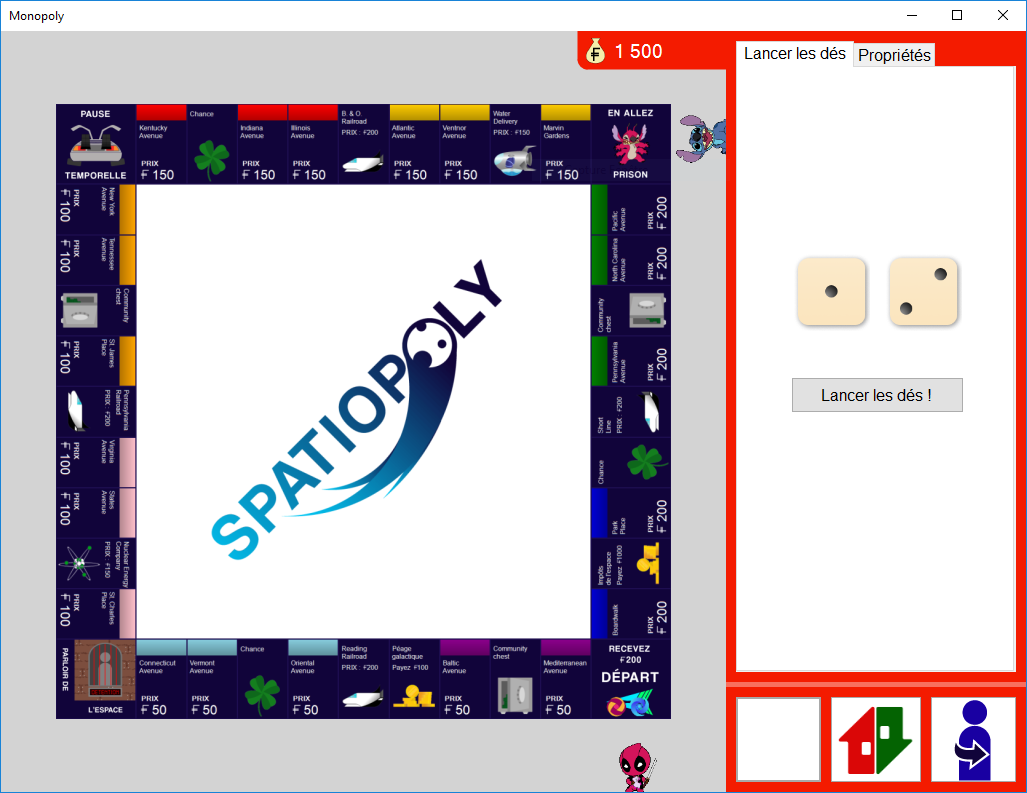 Monopoly
₣ 1 500
Lancer les dés
Propriétés
PAUSE
TEMPORELLE
Kentucky
Avenue
PRIX
₣ 150
Chance
Indiana
Avenue
PRIX
₣ 150
Illinois
Avenue
PRIX
₣ 150
B. & O.
Railroad
PRIX : ₣200
Atlantic
Avenue
PRIX
₣ 150
Ventnor
Avenue
PRIX
₣ 150
Water
Delivery
PRIX : ₣150
Marvin
Gardens
PRIX
₣ 150
EN ALLEZ
PRISON
New York
Avenue
PRIX
₣ 100
Tennessee
Avenue
PRIX
₣ 100
Community
chest
St. James
Place
PRIX
₣ 100
Pennsylvania
Railroad
PRIX : ₣200
Virginia
Avenue
PRIX
₣ 100
States
Avenue
PRIX
₣ 100
Nuclear Energy
Company
PRIX : ₣150
St. Charles
Place
PRIX
₣ 100
SPATIOPOLY
Pacific
Avenue
PRIX
₣ 200
North Carolina
Avenue
PRIX
₣ 200
Community
chest
Pennsylvania
Avenue
PRIX
₣ 200
Short
Line
PRIX : ₣200
Chance
Park
Place
PRIX
₣ 200
Impôts
de l'espace
Payez ₣1000
Boardwalk
PRIX
₣ 200
PARLOIR DE
L'ESPACE
Connecticut
Avenue
PRIX
₣ 50
Vermont
Avenue
PRIX
₣ 50
Chance
Oriental
Avenue
PRIX
₣ 50
Reading
Railroad
PRIX : ₣200
Péage
galactique
Payez ₣100
Baltic
Avenue
PRIX
₣ 50
Community
chest
Mediterranean
Avenue
PRIX
₣ 50
RECEVEZ
₣200
DÉPART
Lancer les dés !